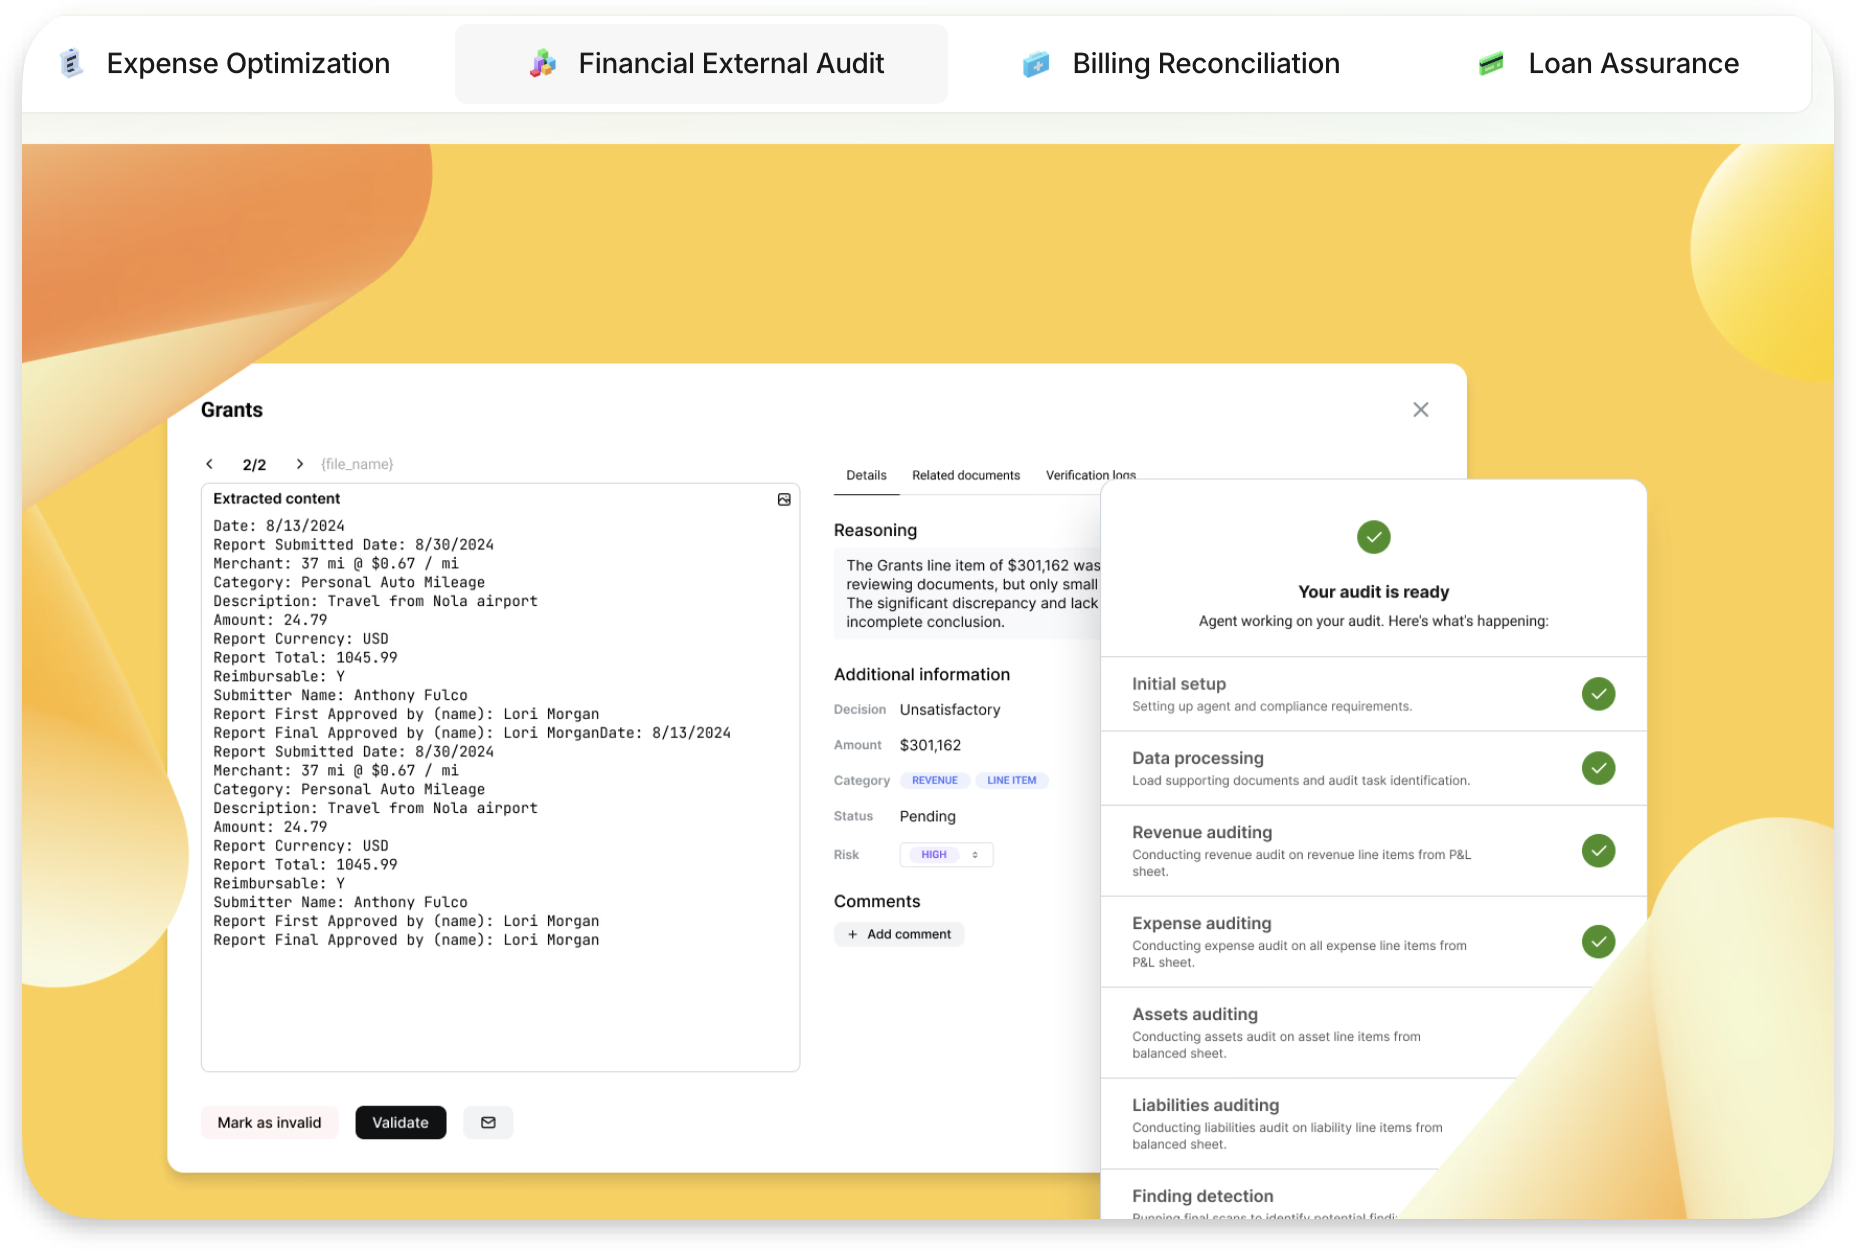 Expense Optimization
Financial External Audit
Billing Reconciliation
Loan Assurance
Grants
2/2
{file_name}
Extracted content
Date: 8/13/2024
Report Submitted Date: 8/30/2024
Merchant: 37 mi @ $0.67 / mi
Category: Personal Auto Mileage
Description: Travel from Nola airport
Amount: 24.79
Report Currency: USD
Report Total: 1045.99
Reimbursable: Y
Submitter Name: Anthony Fulco
Report First Approved by (name): Lori Morgan
Report Final Approved by (name): Lori MorganDate: 8/13/2024
Report Submitted Date: 8/30/2024
Merchant: 37 mi @ $0.67 / mi
Category: Personal Auto Mileage
Description: Travel from Nola airport
Amount: 24.79
Report Currency: USD
Report Total: 1045.99
Reimbursable: Y
Submitter Name: Anthony Fulco
Report First Approved by (name): Lori Morgan
Report Final Approved by (name): Lori Morgan
Mark as invalid
Validate
Details
Related documents
Verification logs
Reasoning
The Grants line item of $301,162 was
reviewing documents, but only small
The significant discrepancy and lack
incomplete conclusion.
Additional information
Decision Unsatisfactory
Amount $301,162
Category REVENUE LINE ITEM
Status Pending
Risk HIGH
Comments
+ Add comment
Your audit is ready
Agent working on your audit. Here's what's happening:
Initial setup
Setting up agent and compliance requirements.
Data processing
Load supporting documents and audit task identification.
Revenue auditing
Conducting revenue audit on revenue line items from P&L
sheet.
Expense auditing
Conducting expense audit on all expense line items from
P&L sheet.
Assets auditing
Conducting assets audit on asset line items from
balanced sheet.
Liabilities auditing
Conducting liabilities audit on liability line items from
balanced sheet.
Finding detection
Running final scans to identify potential